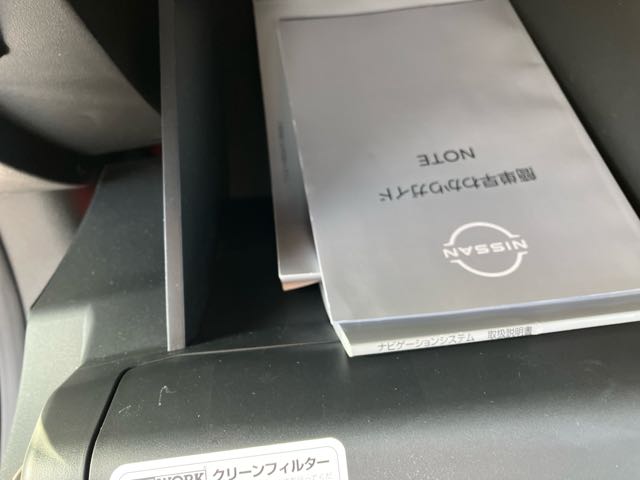 NISSAN
簡単早わかりガイド
NOTE
ナビゲーションシステム 取扱説明書
WORK クリーンフィルター